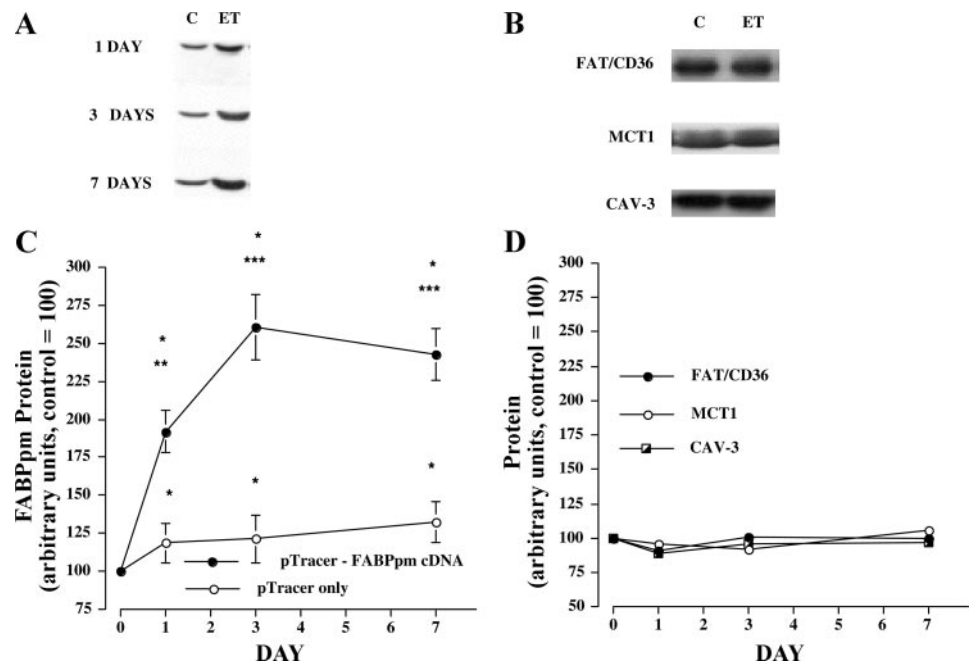 A
C ET
1 DAY
3 DAYS
7 DAYS
B
C ET
FAT/CD36
MCT1
CAV-3
C
FABPpm Protein
(arbitrary units, control = 100)
300
275
250
225
200
175
150
125
100
75
*
**
*
***
*
***
*
*
*
pTracer - FABPpm cDNA
pTracer only
0 1 2 3 4 5 6 7
DAY
D
Protein
(arbitrary units, control = 100)
300
275
250
225
200
175
150
125
100
75
50
FAT/CD36
MCT1
CAV-3
0 1 2 3 4 5 6 7
DAY